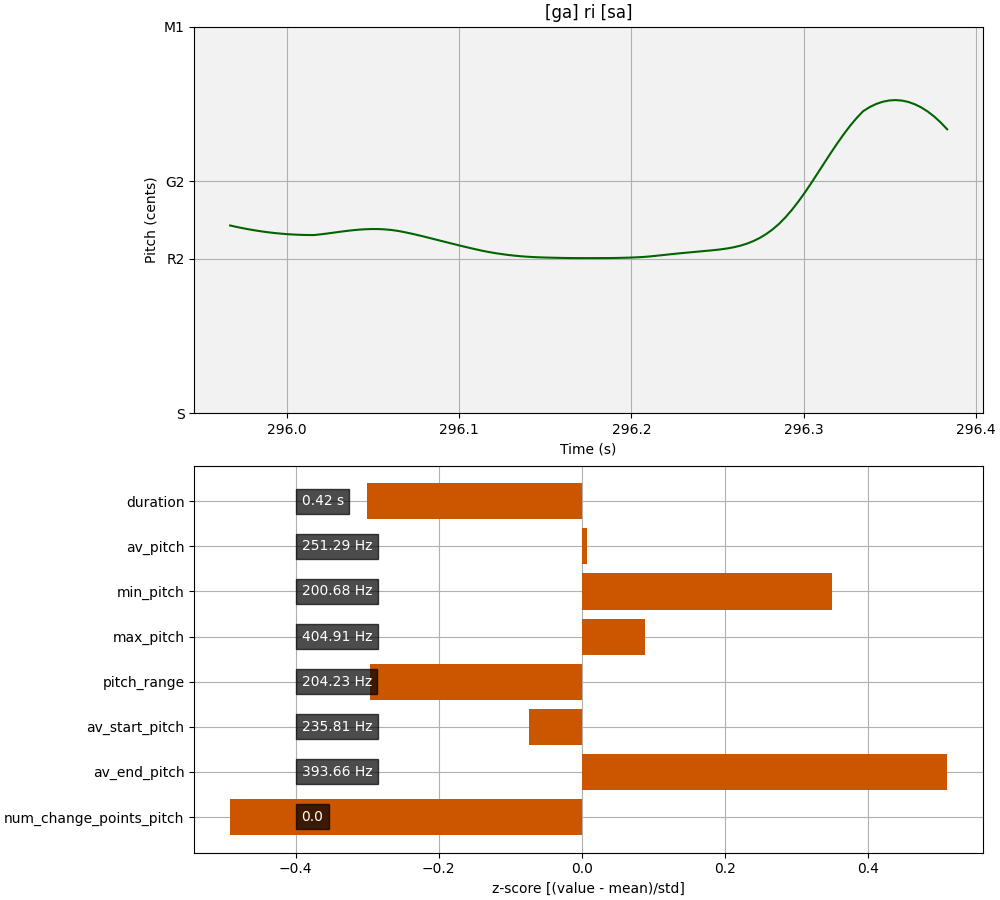 [ga] ri [sa]
M1
G2
R2
S
Pitch (cents)
296.0 296.1 296.2 296.3 296.4
Time (s)
duration 0.42 s
av_pitch 251.29 Hz
min_pitch 200.68 Hz
max_pitch 404.91 Hz
pitch_range 204.23 Hz
av_start_pitch 235.81 Hz
av_end_pitch 393.66 Hz
num_change_points_pitch 0.0
−0.4 −0.2 0.0 0.2 0.4
z-score [(value - mean)/std]